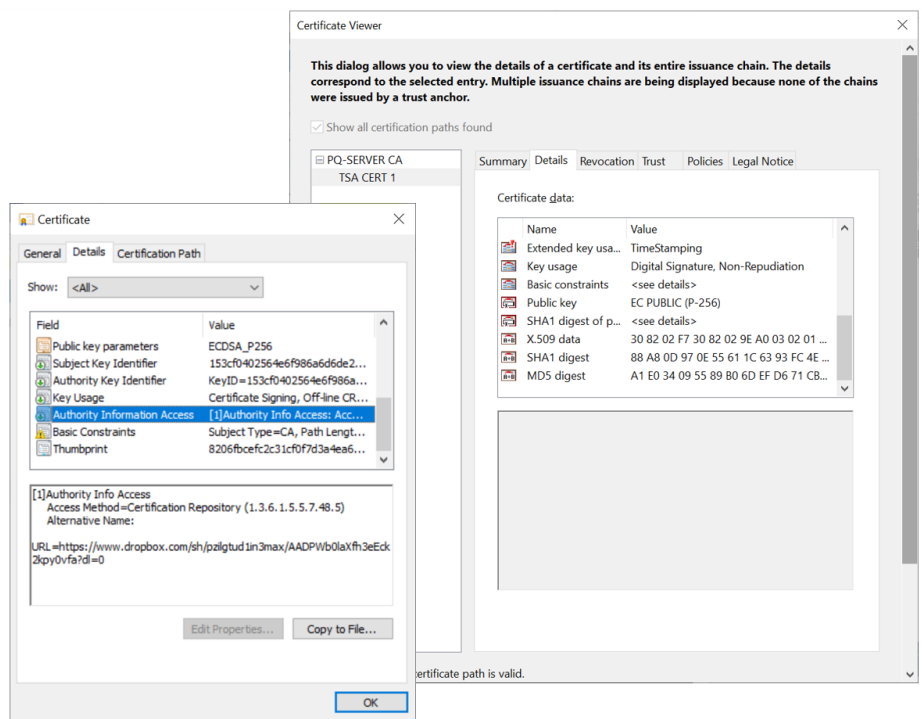 Certificate Viewer
This dialog allows you to view the details of a certificate and its entire issuance chain. The details
correspond to the selected entry. Multiple issuance chains are being displayed because none of the chains
were issued by a trust anchor.
Show all certification paths found
PQ-SERVER CA
TSA CERT 1
Summary Details Revocation Trust Policies Legal Notice
Certificate data:
Name Value
Extended key usa... TimeStamping
Key usage Digital Signature, Non-Repudiation
Basic constraints <see details>
Public key EC PUBLIC (P-256)
SHA1 digest of p... <see details>
X.509 data 30 82 02 F7 30 82 02 9E A0 03 02 01 ...
SHA1 digest 88 A8 0D 97 0E 55 61 1C 63 93 FC 4E ...
MD5 digest A1 E0 34 09 55 89 B0 6D EF D6 71 CB...
ertificate path is valid.
Certificate
General Details Certification Path
Show: <All>
Field Value
Public key parameters ECDSA_P256
Subject Key Identifier 153cf0402564e6f986a6d6de2...
Authority Key Identifier KeyID=153cf0402564e6f986a...
Key Usage Certificate Signing, Off-line CR...
Authority Information Access [1]Authority Info Access: Acc...
Basic Constraints Subject Type=CA, Path Lengt...
Thumbprint 8206fbcefc2c31cf0f7d3a4ea6...
[1]Authority Info Access
Access Method=Certification Repository (1.3.6.1.5.5.7.48.5)
Alternative Name:
URL=https://www.dropbox.com/sh/pzilgtud1in3max/AADPWb0laXfh3eEck
2kpy0vfa?dl=0
Edit Properties... Copy to File...
OK